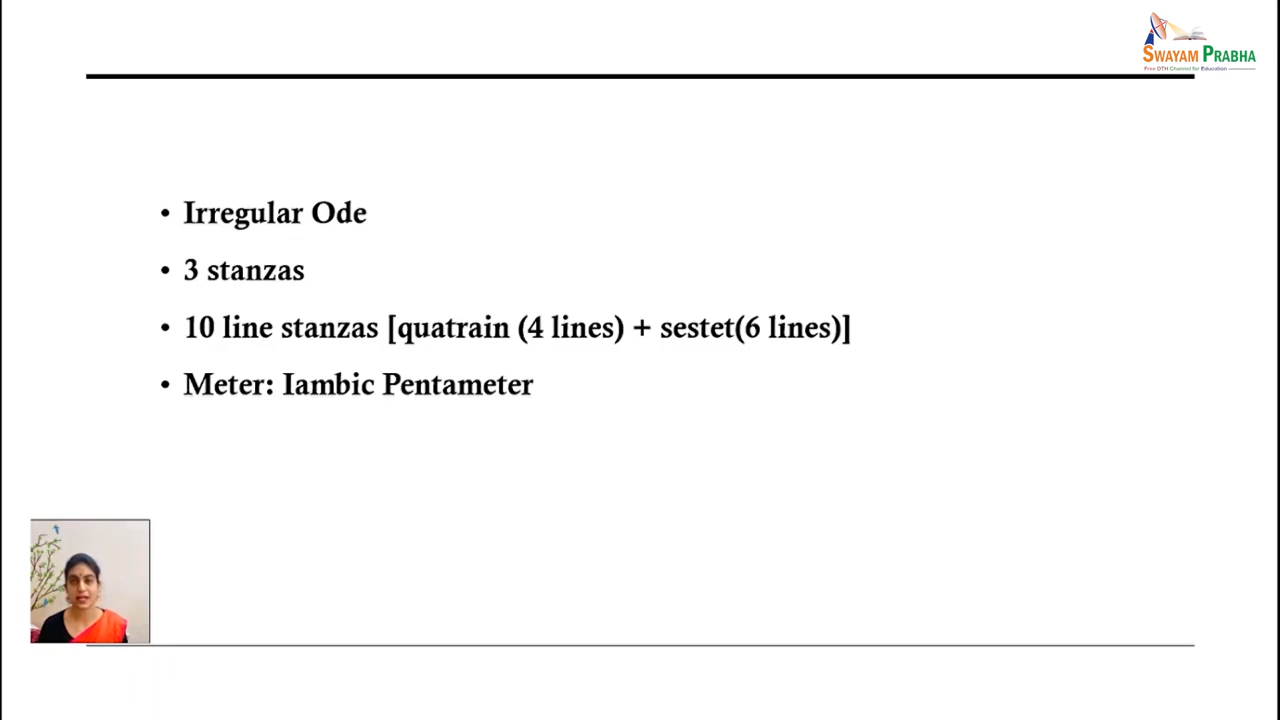 SWAYAM PRABHA
Free DTH Channel for Education
• Irregular Ode
• 3 stanzas
• 10 line stanzas [quatrain (4 lines) + sestet(6 lines)]
• Meter: Iambic Pentameter